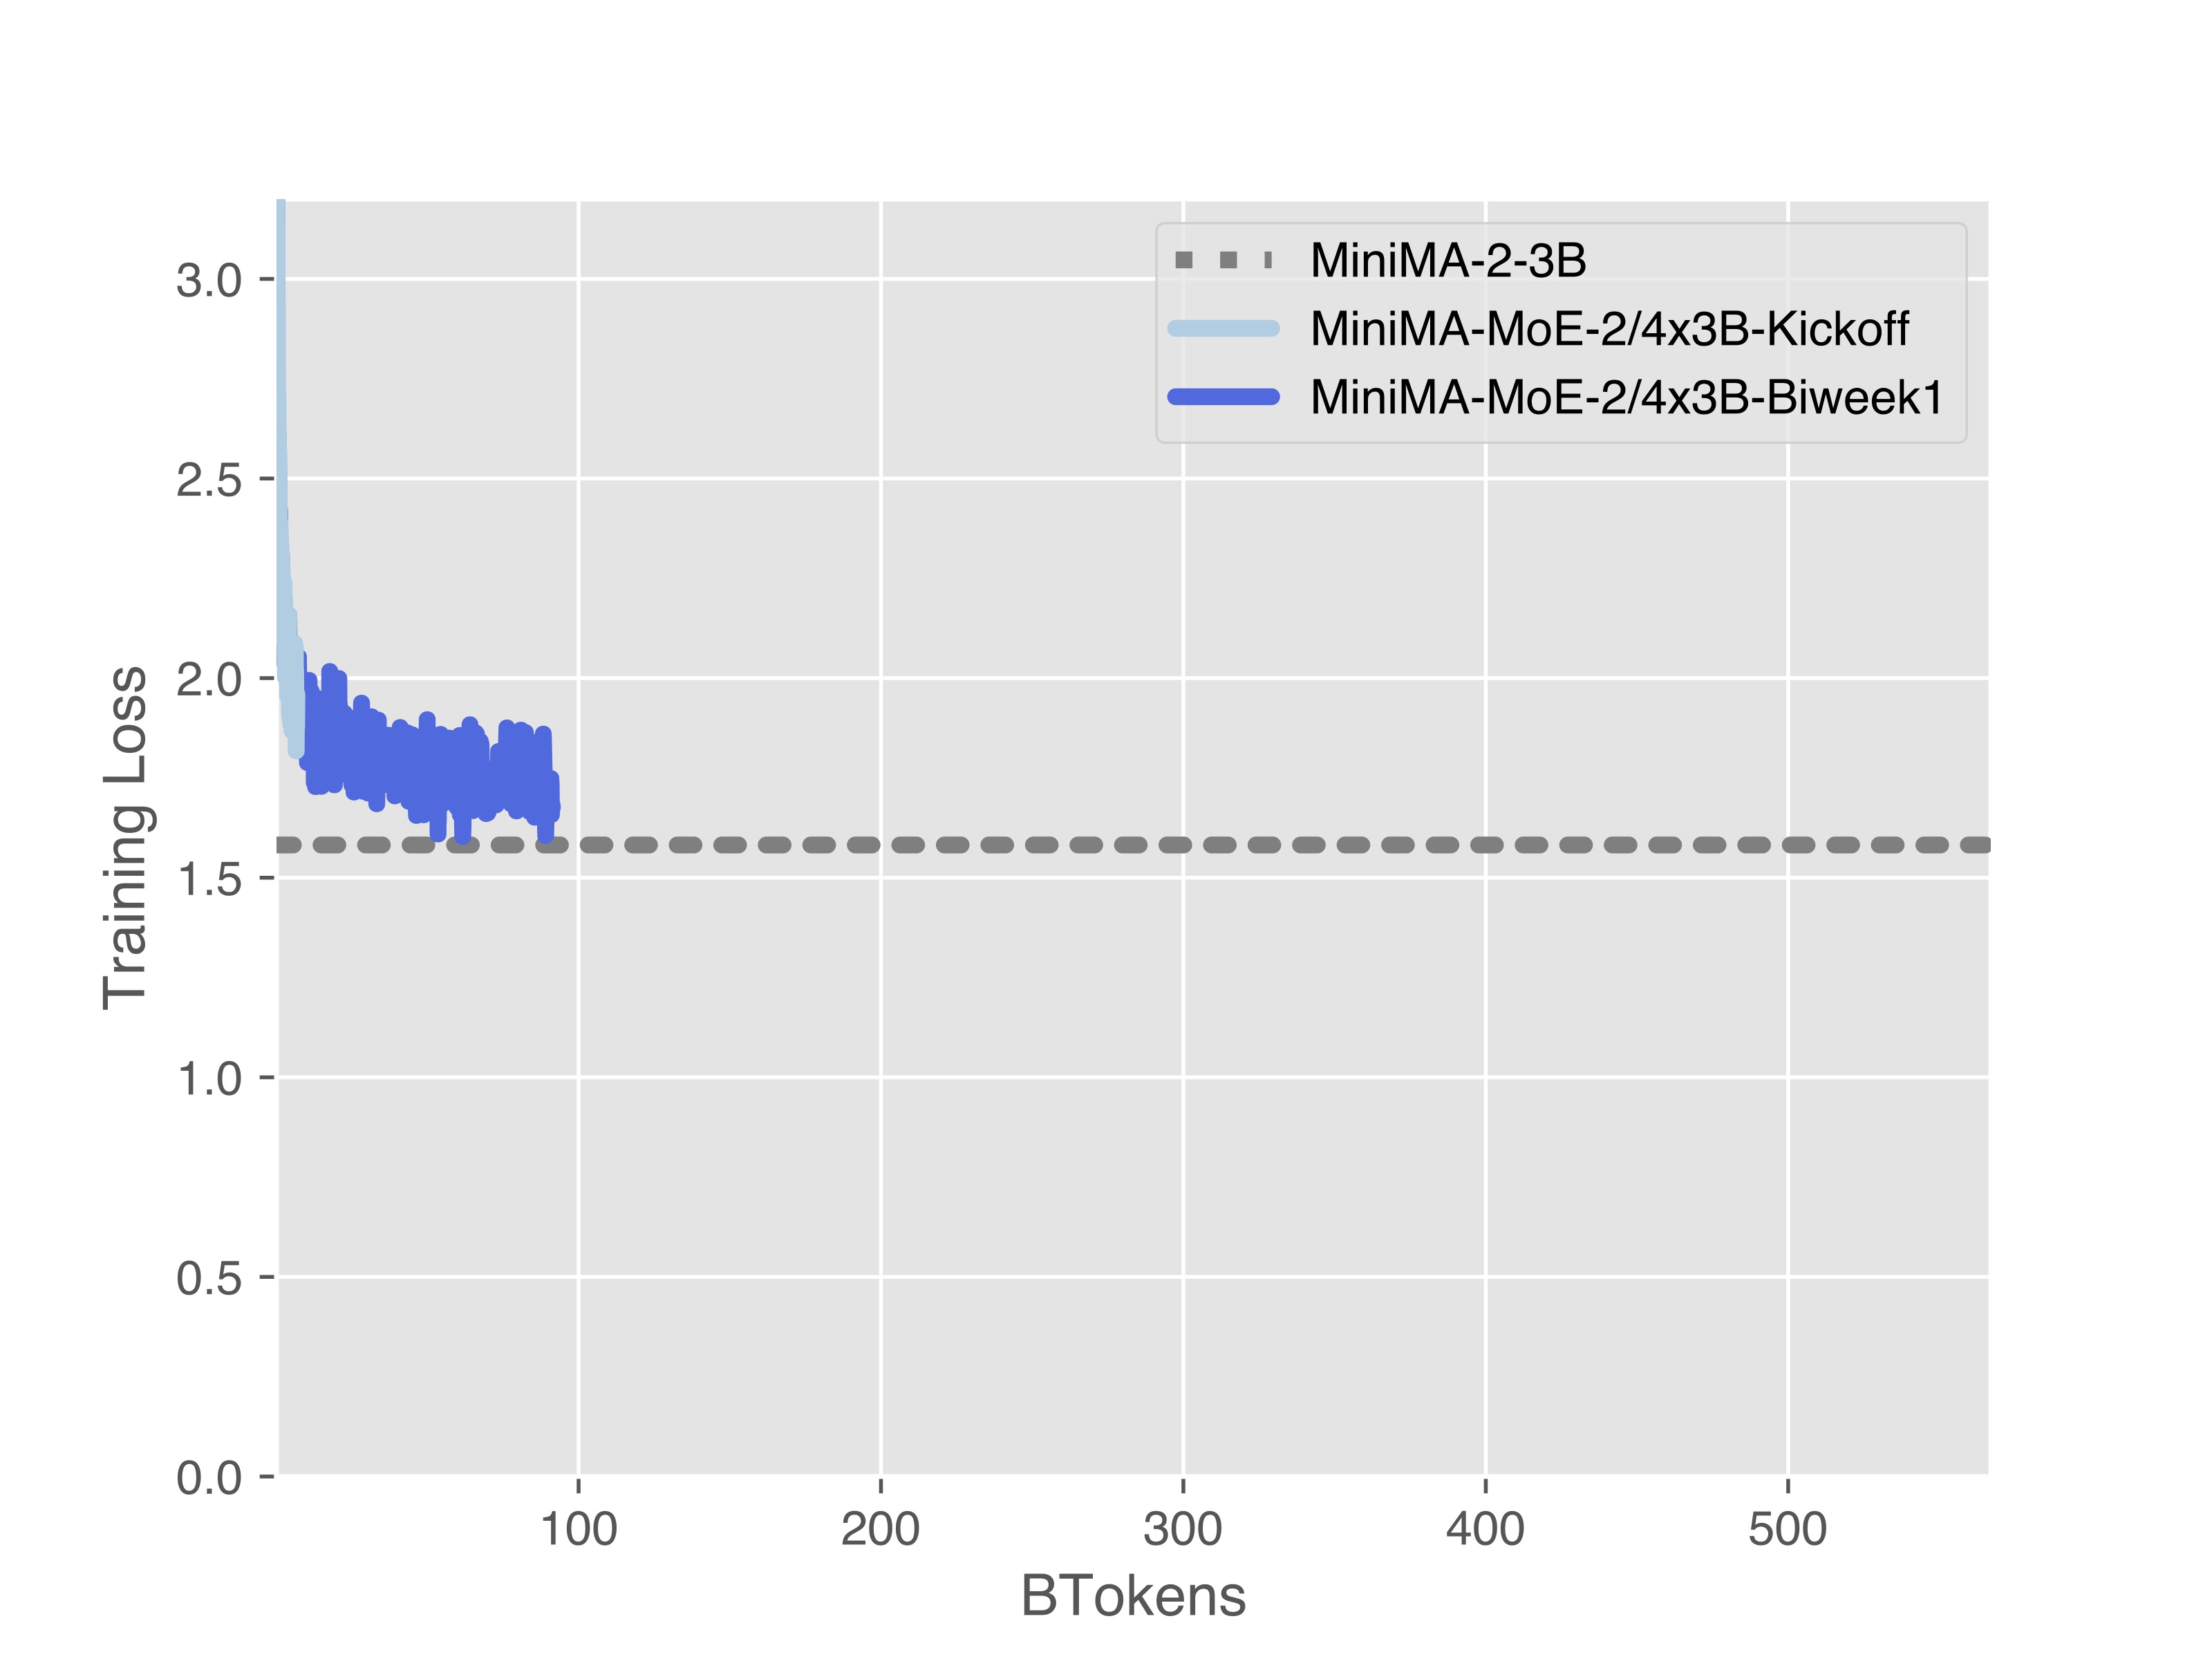 MiniMA-2-3B
MiniMA-MoE-2/4x3B-Kickoff
MiniMA-MoE-2/4x3B-Biweek1
3.0
2.5
2.0
1.5
1.0
0.5
0.0
Training Loss
100 200 300 400 500
BTokens